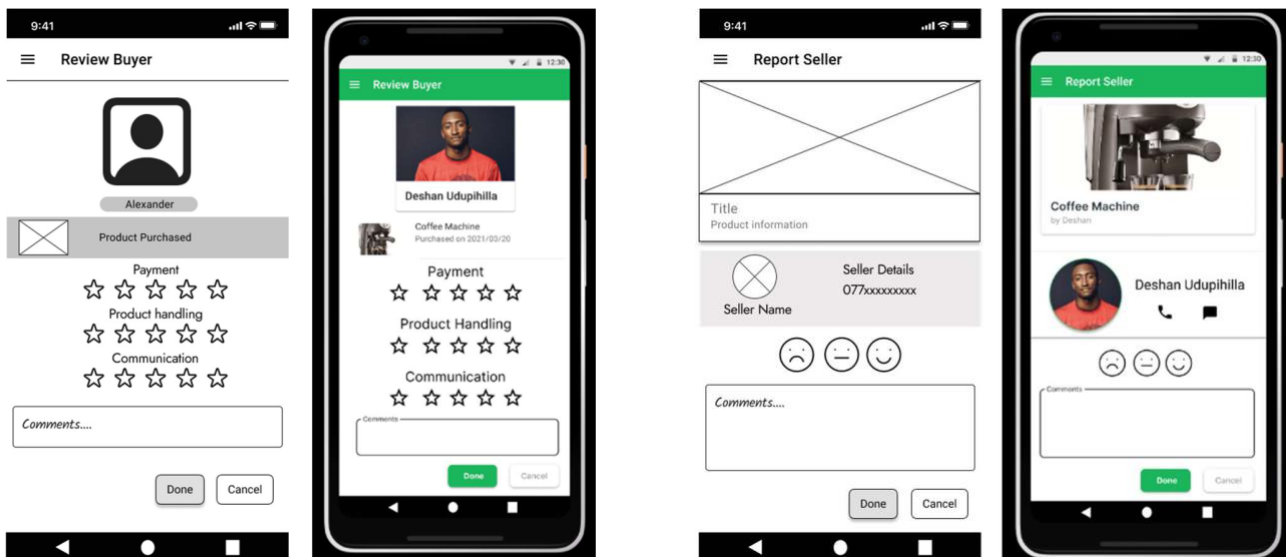 9:41
Review Buyer
Alexander
Product Purchased
Payment
Product handling
Communication
Comments....
Done
Cancel
12:30
Review Buyer
Deshan Udupihilla
Coffee Machine
Purchased on 2021/03/20
Payment
Product Handling
Communication
Comments
Done
Cancel
9:41
Report Seller
Title
Product information
Seller Details
077xxxxxxxxx
Seller Name
Comments....
Done
Cancel
12:30
Report Seller
Coffee Machine
by Deshan
Deshan Udupihilla
Comments
Done
Cancel